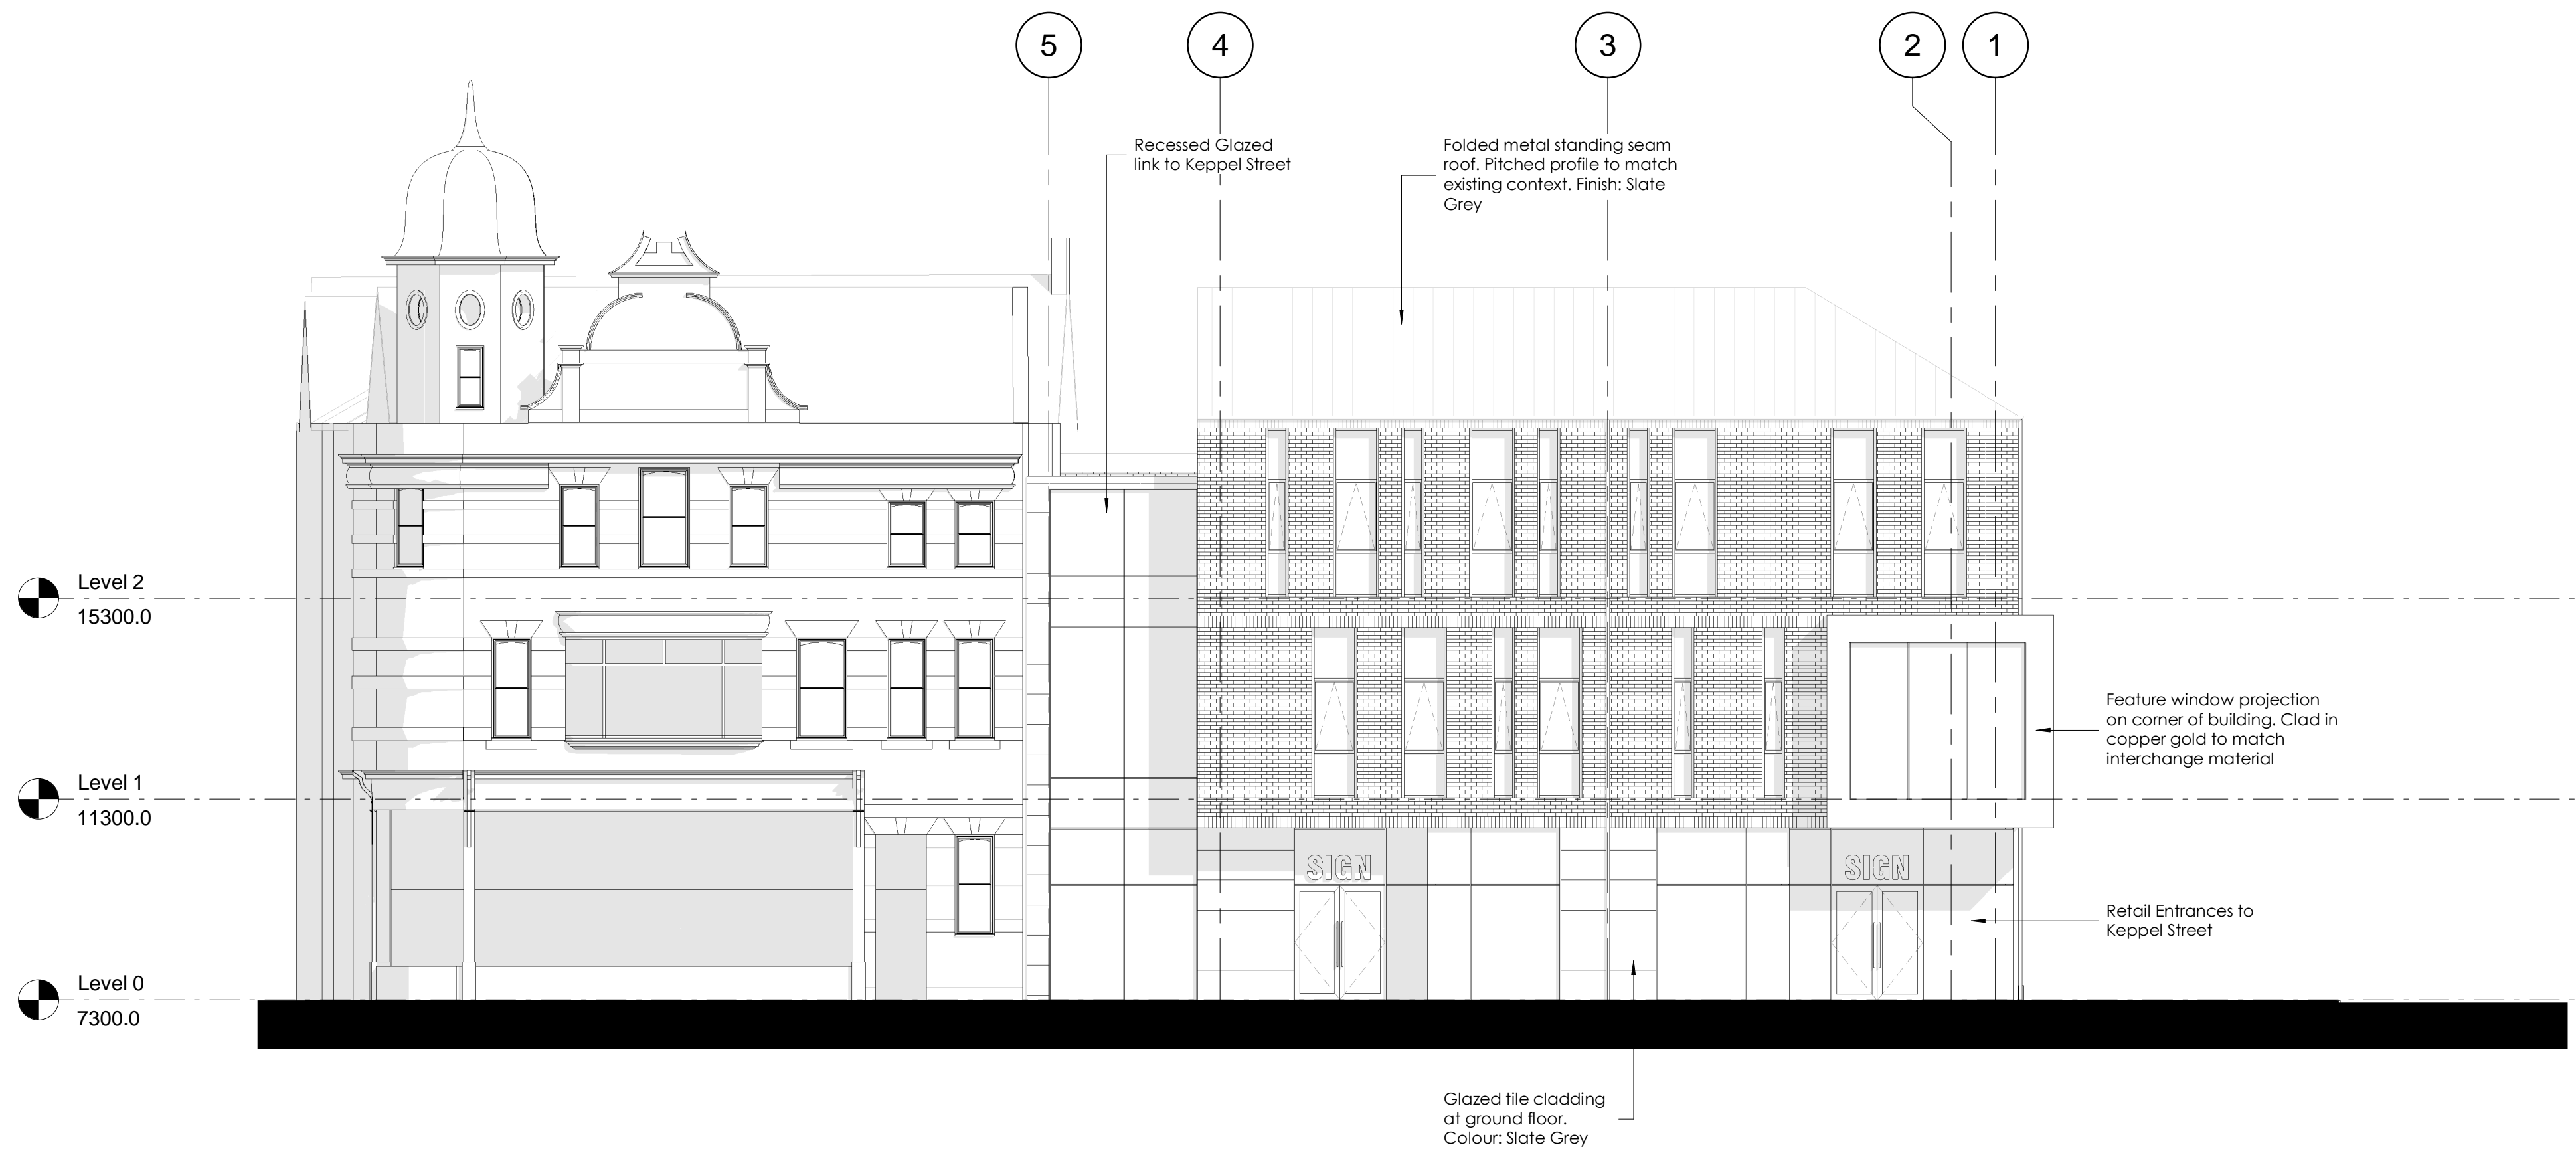 5
4
3
2
1
Recessed Glazed
link to Keppel Street
Folded metal standing seam
roof. Pitched profile to match
existing context. Finish: Slate
Grey
Level 2
15300.0
Feature window projection
on corner of building. Clad in
copper gold to match
interchange material
Level 1
11300.0
SIGN
SIGN
Retail Entrances to
Keppel Street
Level 0
7300.0
Glazed tile cladding
at ground floor.
Colour: Slate Grey